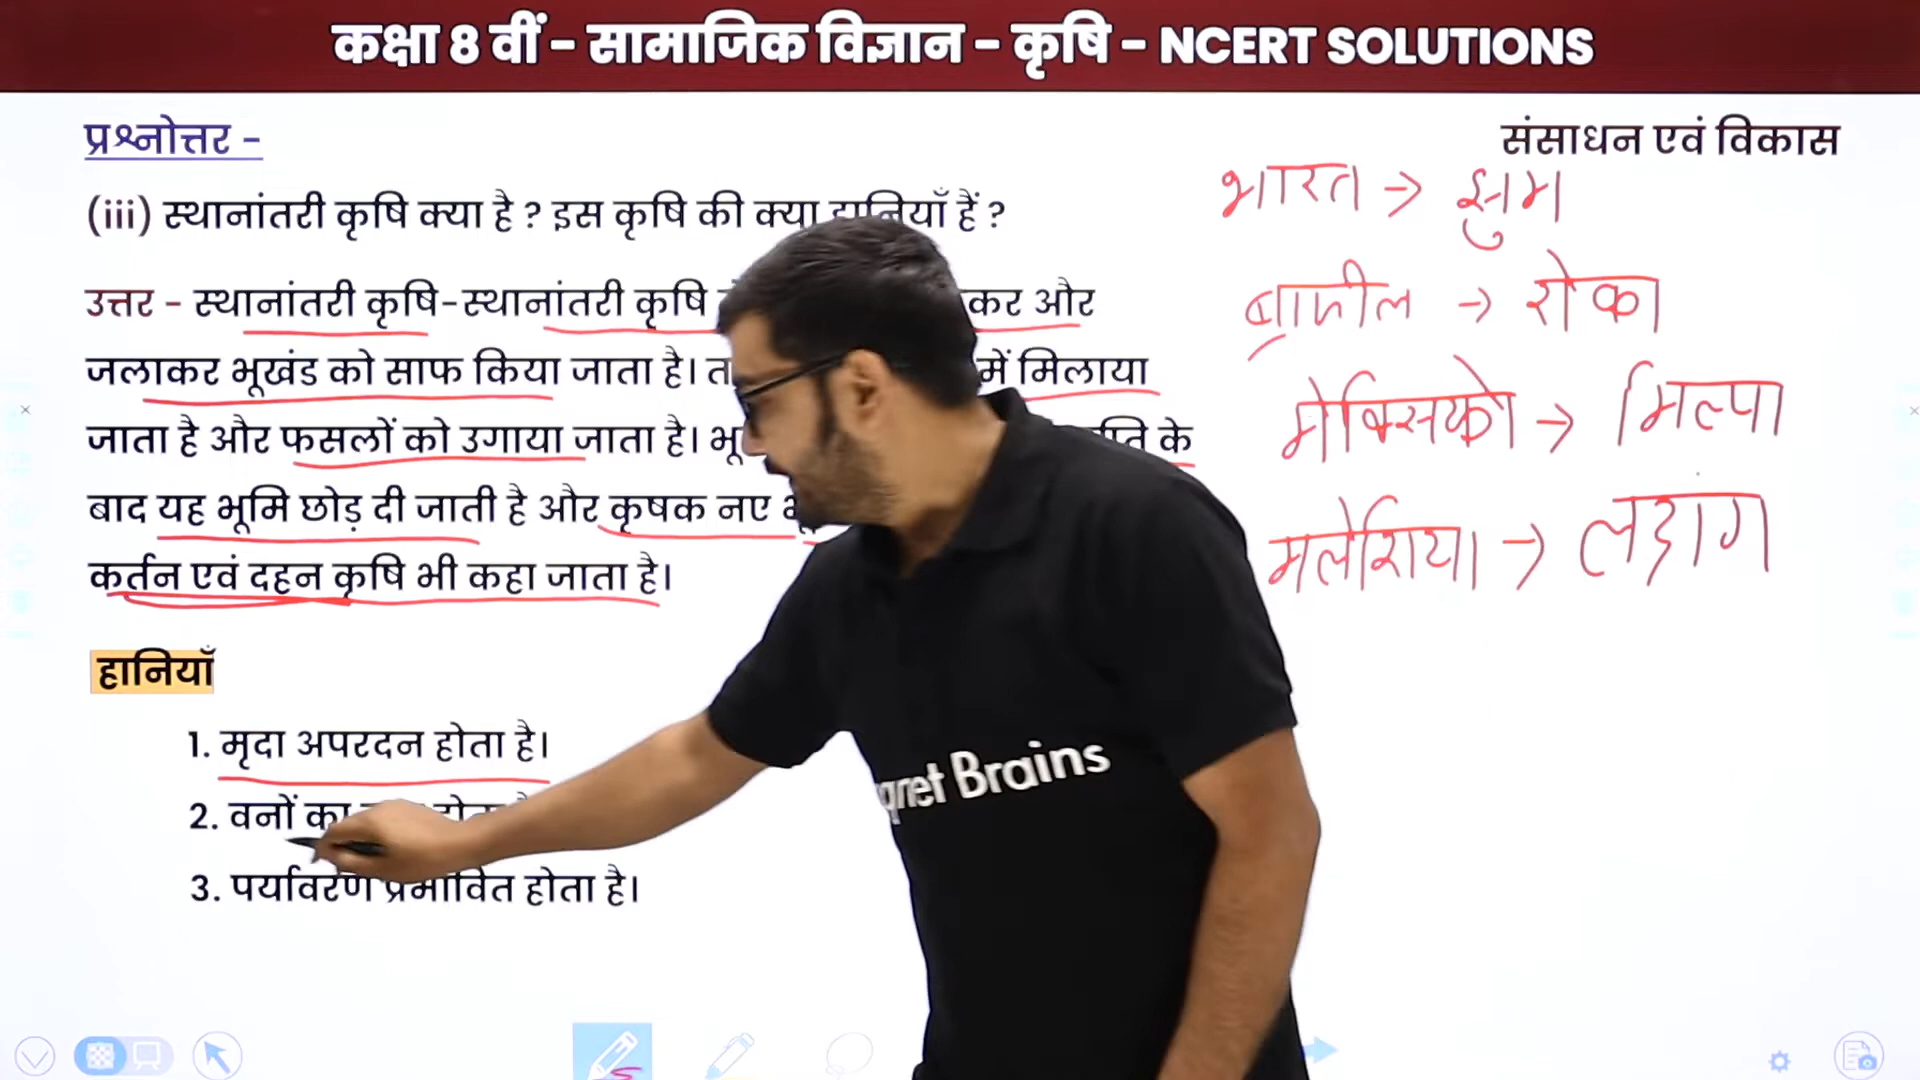 कक्षा 8 वीं - सामाजिक विज्ञान - कृषि - NCERT SOLUTIONS
प्रश्नोत्तर -
संसाधन एवं विकास
(iii) स्थानांतरी कृषि क्या है ? इस कृषि की क्या हानियाँ हैं ?
उत्तर - स्थानांतरी कृषि-स्थानांतरी कृषि कर और
जलाकर भूखंड को साफ किया जाता है। में मिलाया
जाता है और फसलों को उगाया जाता है। के
बाद यह भूमि छोड़ दी जाती है और कृषक नए
कर्तन एवं दहन कृषि भी कहा जाता है।
हानियाँ
1. मृदा अपरदन होता है।
2. वनों का
3. पर्यावरण प्रभावित होता है।
भारत → झुम
ब्राजील → रोका
मेक्सिको → मिल्पा
मलेशिया → लदांग
Brains